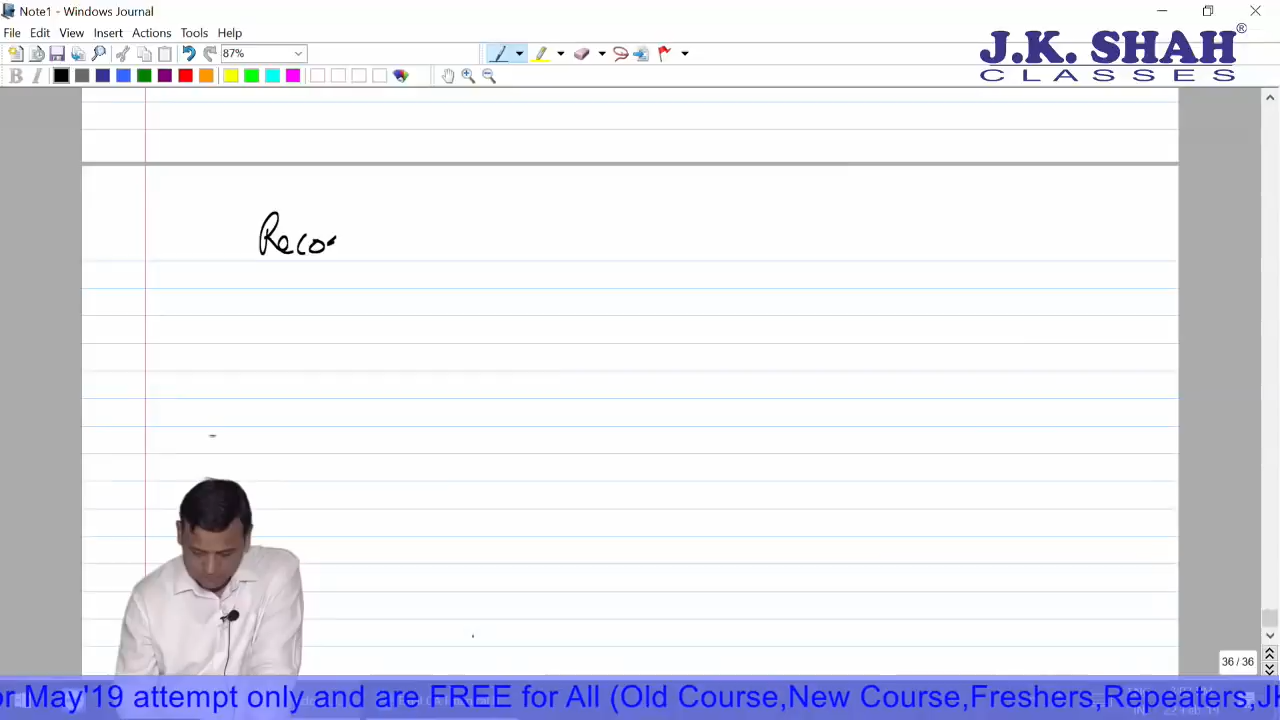 Note1 - Windows Journal
J.K. SHAH ®
CLASSES
File Edit View Insert Actions Tools Help
87%
B I
Reco
36 / 36
or May'19 attempt only and are FREE for All (Old Course,New Course,Freshers,Repeaters,J